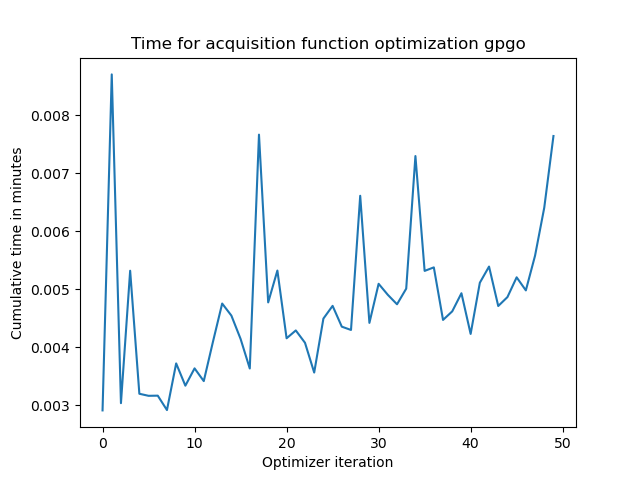 Time for acquisition function optimization gpgo
Cumulative time in minutes
0.008
0.007
0.006
0.005
0.004
0.003
0 10 20 30 40 50
Optimizer iteration